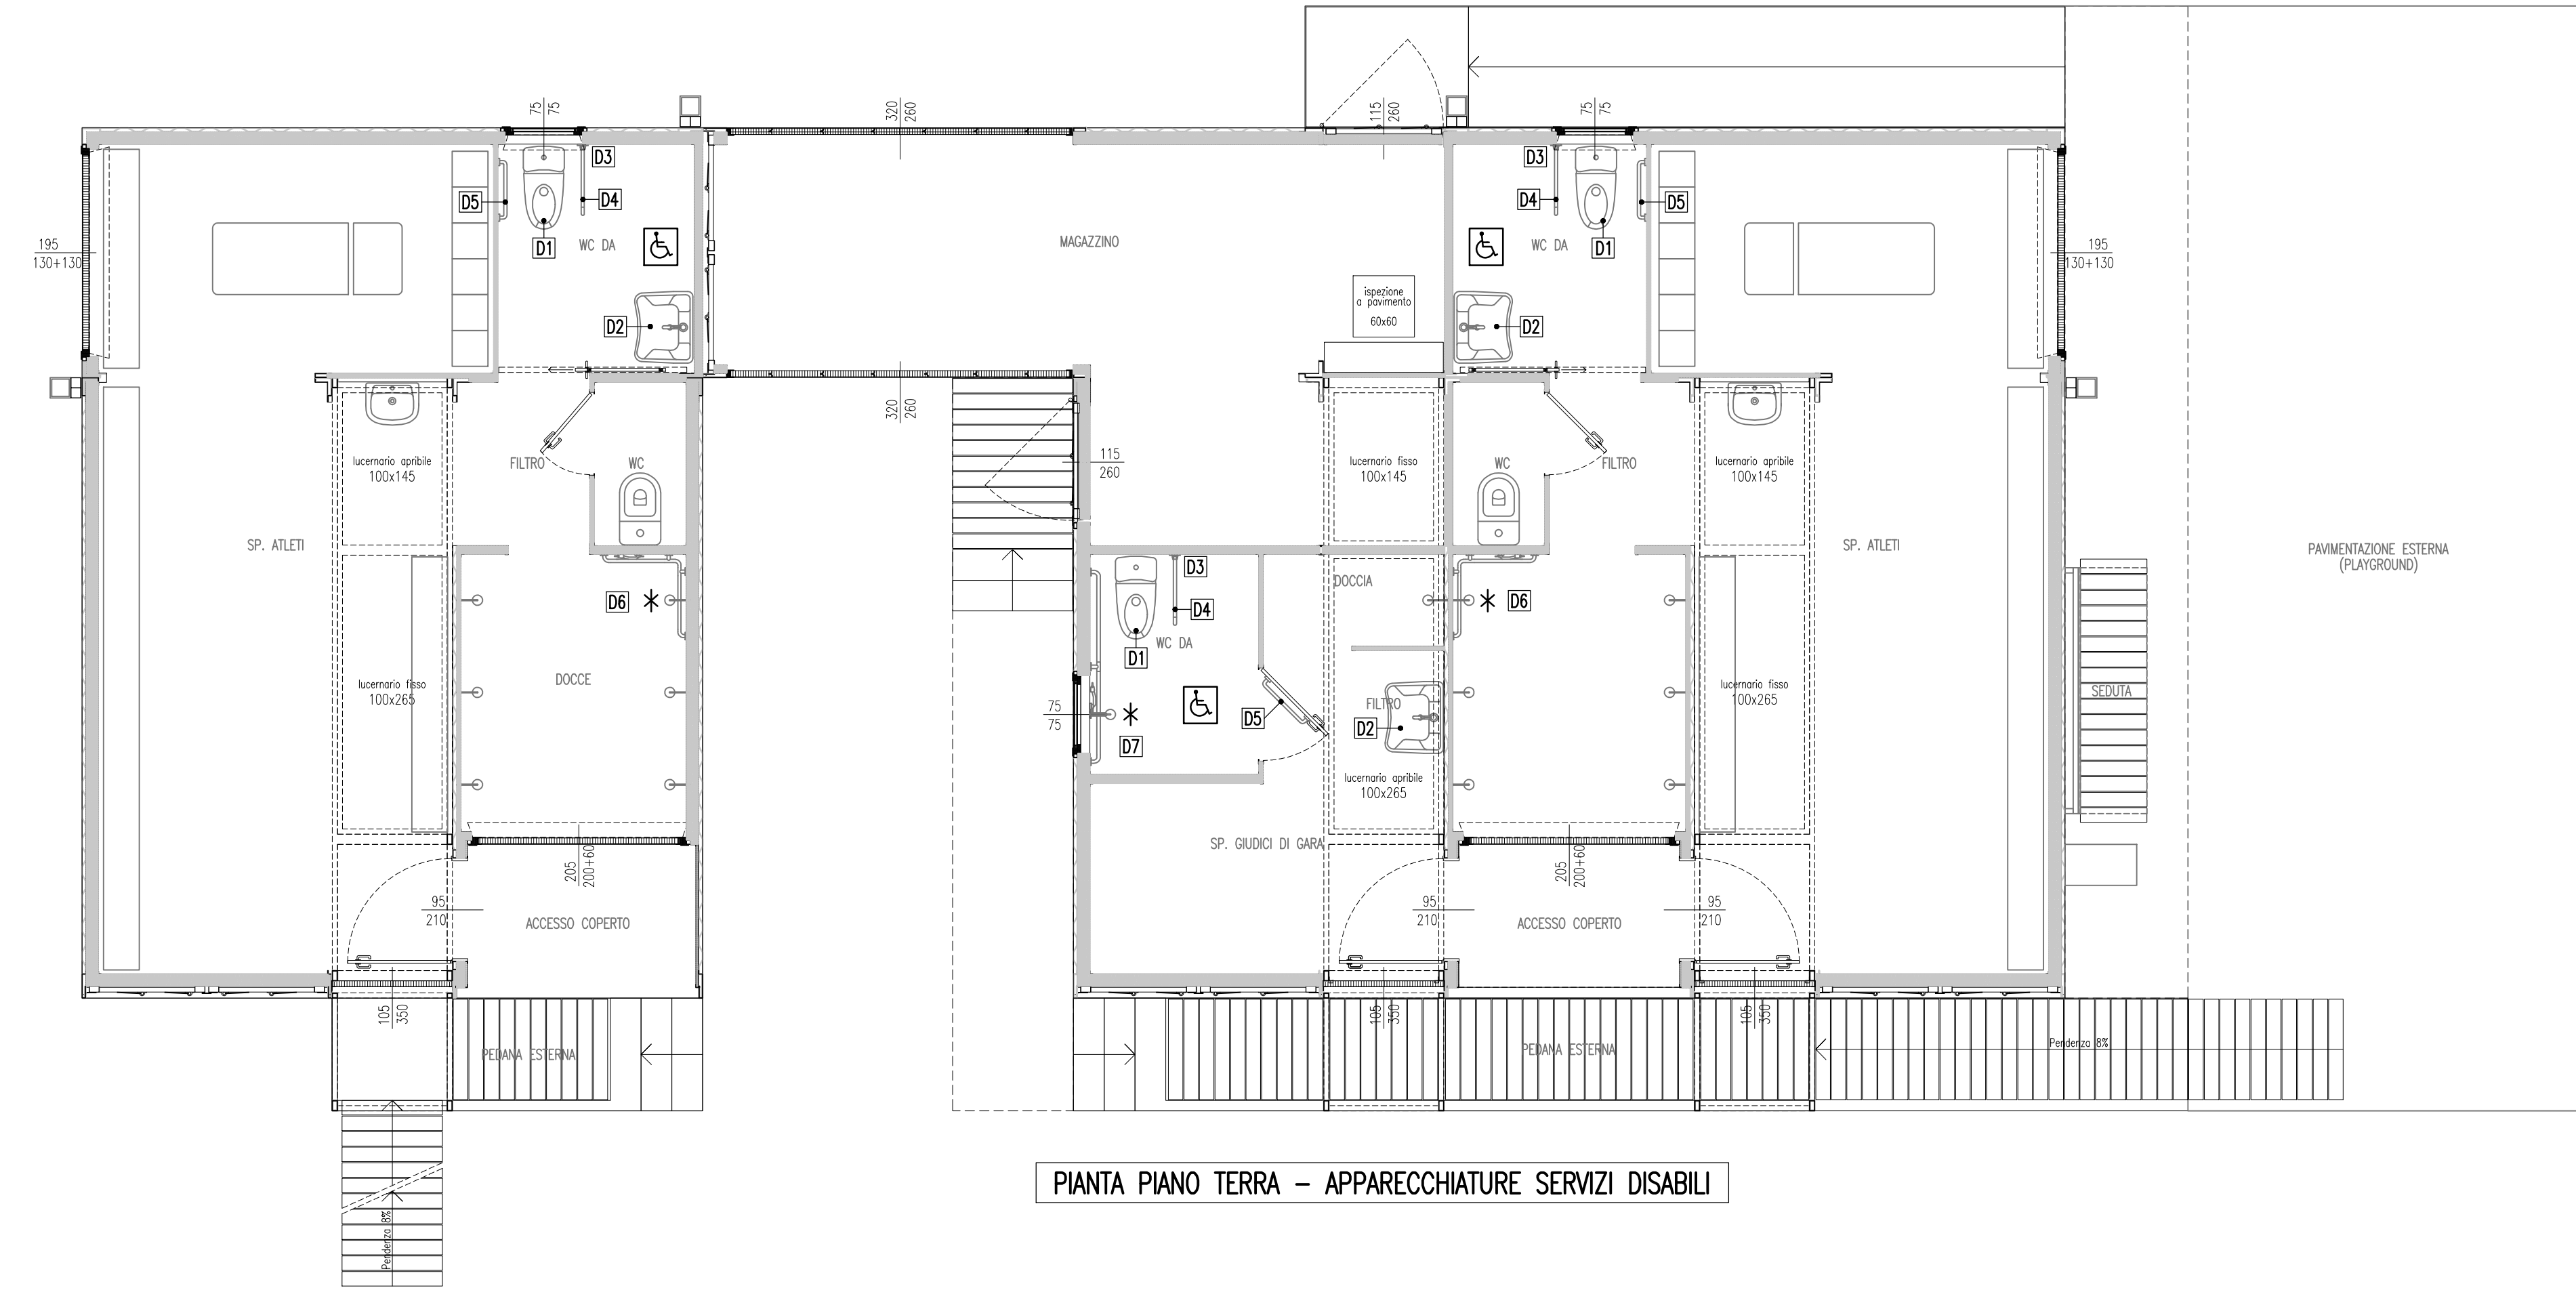 75
75
320
260
115
260
75
75
D3
D3
D5
D4
D4
D5
D1
WC DA
MAGAZZINO
WC DA
D1
195
130+130
195
130+130
D2
ispezione
a pavimento
60x60
D2
320
260
lucernario apribile
100x145
FILTRO
WC
115
260
lucernario fisso
100x145
WC
FILTRO
lucernario apribile
100x145
SP. ATLETI
SP. ATLETI
PAVIMENTAZIONE ESTERNA
(PLAYGROUND)
D3
DOCCIA
D6
D4
D6
WC DA
D1
lucernario fisso
100x265
DOCCE
lucernario fisso
100x265
SEDUTA
75
75
D7
D5
FILTRO
D2
lucernario apribile
100x265
SP. GIUDICI DI GARA
205
200+60
205
200+60
95
210
95
210
95
210
ACCESSO COPERTO
ACCESSO COPERTO
105
350
105
350
105
350
PEDANA ESTERNA
PEDANA ESTERNA
Pendenza 8%
PIANTA PIANO TERRA – APPARECCHIATURE SERVIZI DISABILI
Pendenza 8%